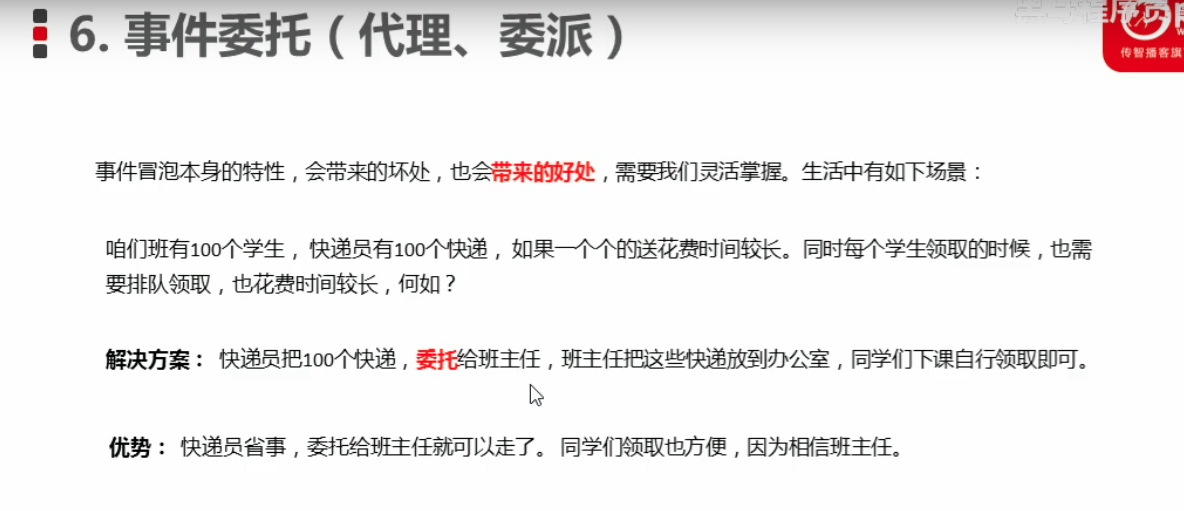 6. 事件委托（代理、委派）
传智播客旗
事件冒泡本身的特性，会带来的坏处，也会带来的好处，需要我们灵活掌握。生活中有如下场景：
咱们班有100个学生， 快递员有100个快递， 如果一个个的送花费时间较长。同时每个学生领取的时候，也需
要排队领取，也花费时间较长，何如？
解决方案： 快递员把100个快递，委托给班主任，班主任把这些快递放到办公室，同学们下课自行领取即可。
优势： 快递员省事，委托给班主任就可以走了。 同学们领取也方便，因为相信班主任。